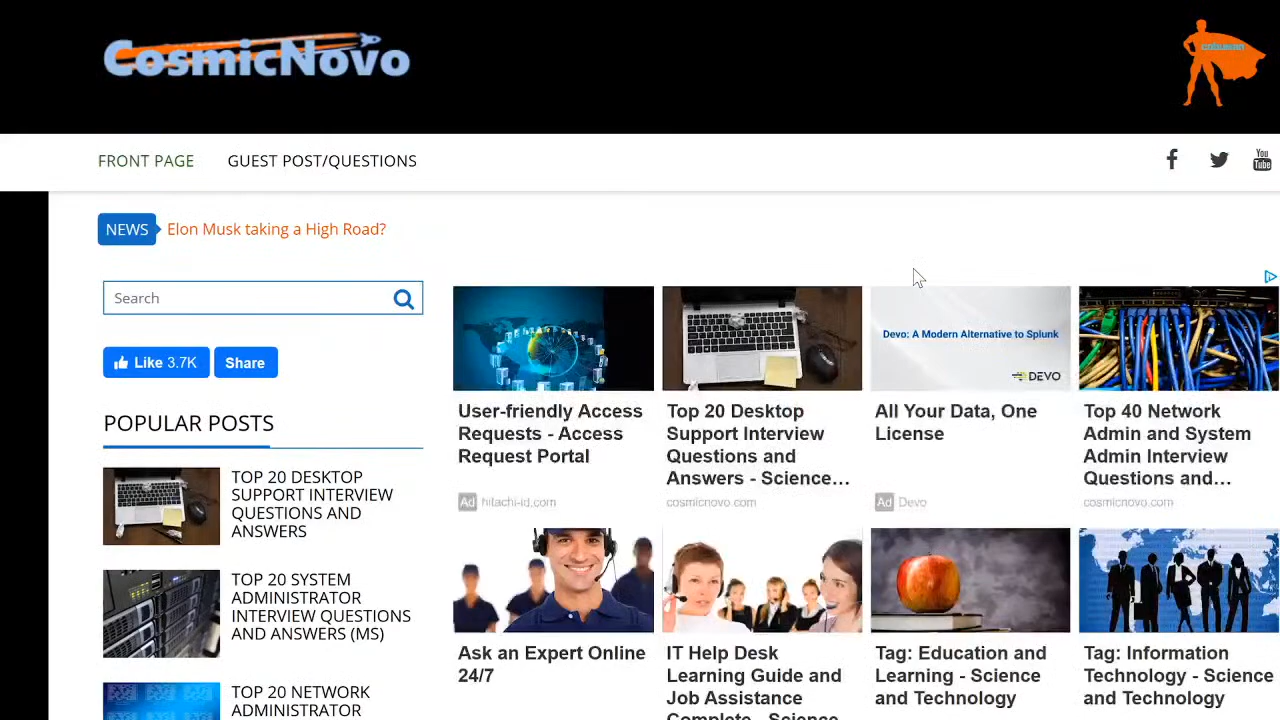 CosmicNovo
FRONT PAGE
GUEST POST/QUESTIONS
You
Tube
NEWS
Elon Musk taking a High Road?
Search
Like 3.7K
Share
POPULAR POSTS
TOP 20 DESKTOP
SUPPORT INTERVIEW
QUESTIONS AND
ANSWERS
TOP 20 SYSTEM
ADMINISTRATOR
INTERVIEW QUESTIONS
AND ANSWERS (MS)
TOP 20 NETWORK
ADMINISTRATOR
User-friendly Access
Requests - Access
Request Portal
Ad hitachi-id.com
Top 20 Desktop
Support Interview
Questions and
Answers - Science...
cosmicnovo.com
Devo: A Modern Alternative to Splunk
DEVO
All Your Data, One
License
Ad Devo
Top 40 Network
Admin and System
Admin Interview
Questions and...
cosmicnovo.com
Ask an Expert Online
24/7
IT Help Desk
Learning Guide and
Job Assistance
Complete - Science
Tag: Education and
Learning - Science
and Technology
Tag: Information
Technology - Science
and Technology